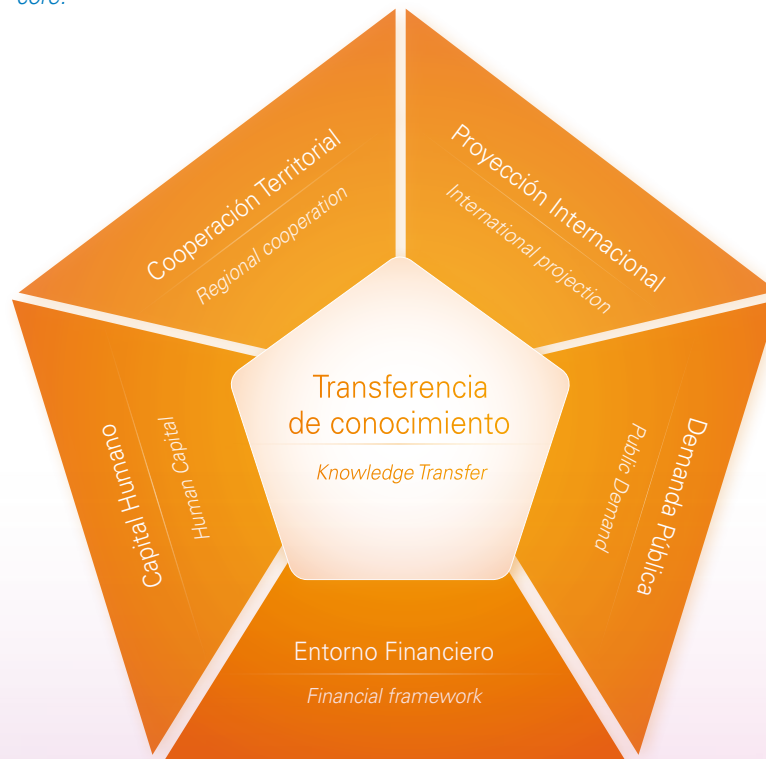 core.
Cooperación Territorial
Regional cooperation
Proyección Internacional
International projection
Transferencia
de conocimiento
Knowledge Transfer
Capital Humano
Human Capital
Demanda Pública
Public Demand
Entorno Financiero
Financial framework